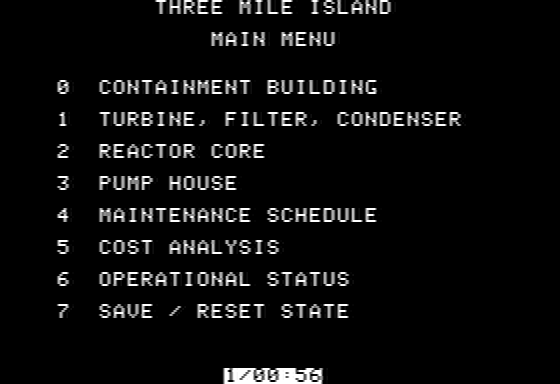 THREE MILE ISLAND
MAIN MENU
0 CONTAINMENT BUILDING
1 TURBINE, FILTER, CONDENSER
2 REACTOR CORE
3 PUMP HOUSE
4 MAINTENANCE SCHEDULE
5 COST ANALYSIS
6 OPERATIONAL STATUS
7 SAVE / RESET STATE
1/00:56